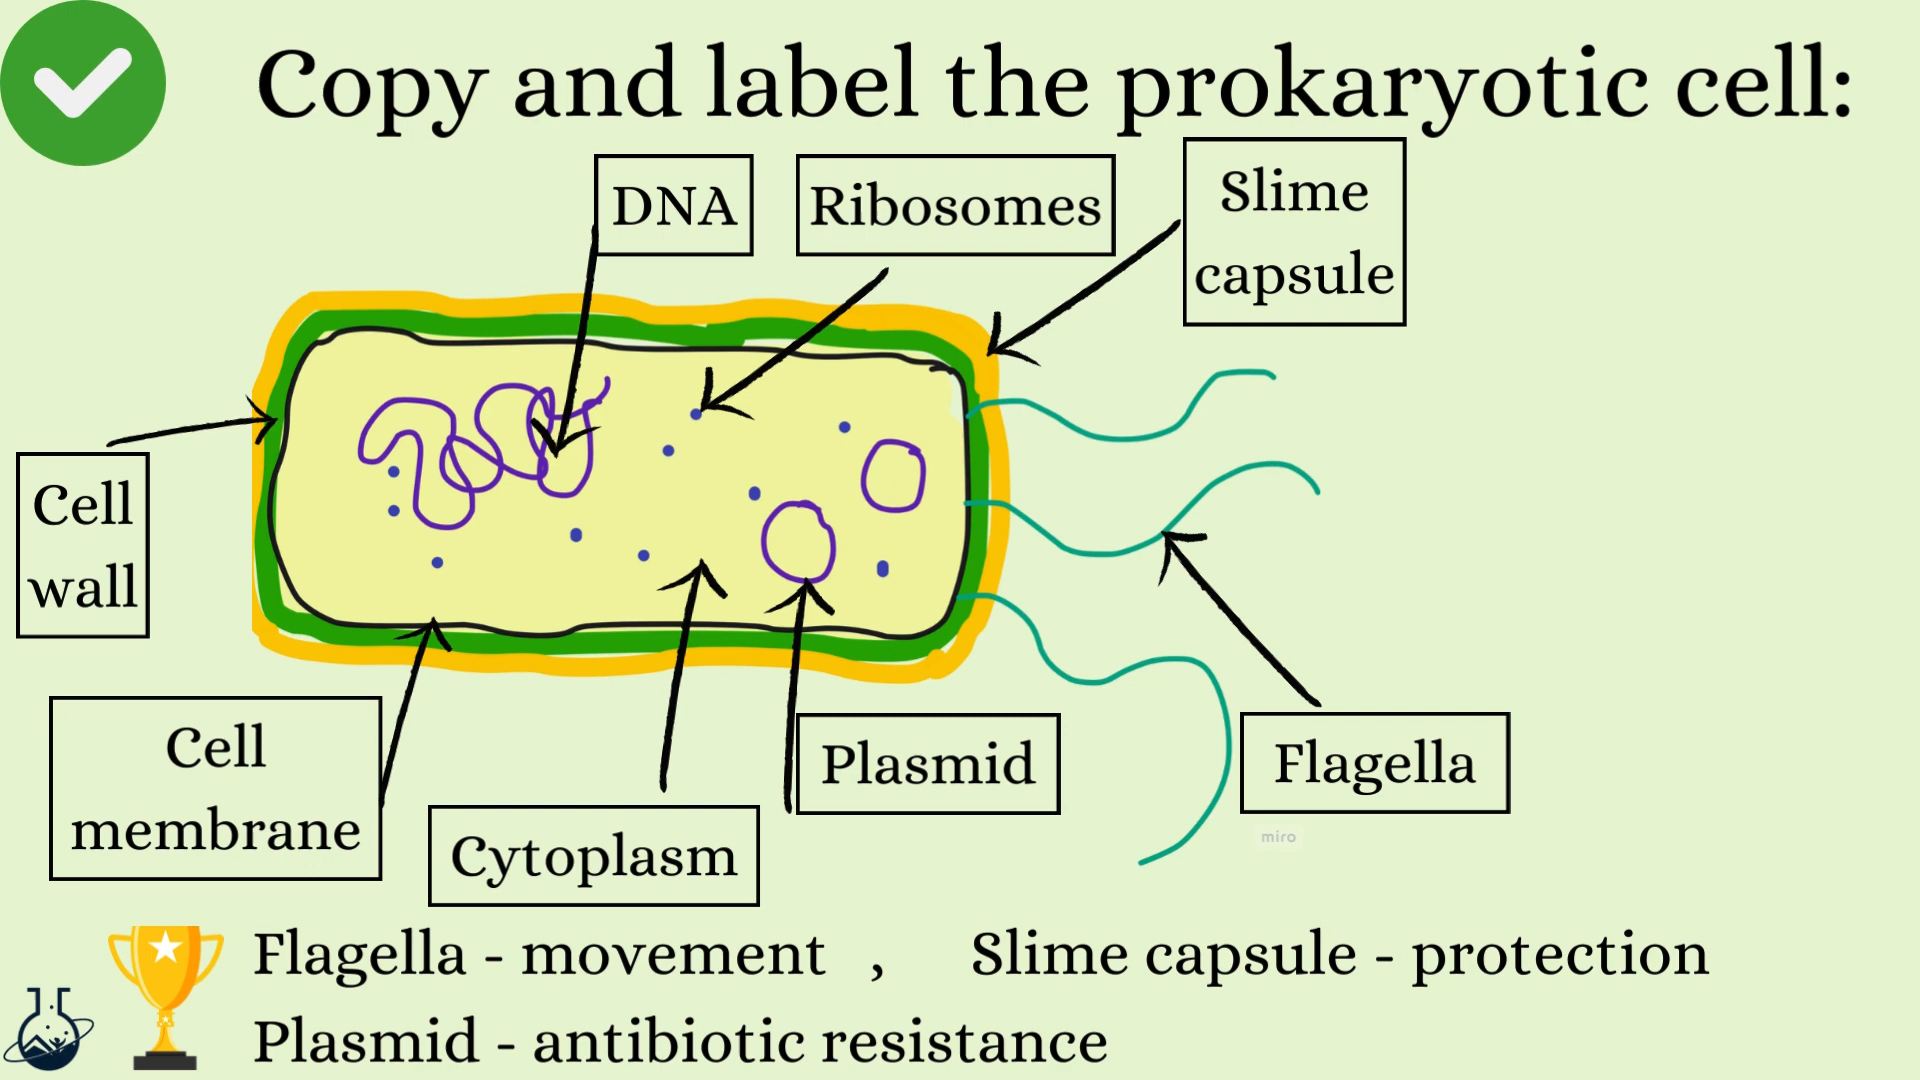 Copy and label the prokaryotic cell:
DNA
Ribosomes
Slime
capsule
Cell
wall
Cell
membrane
Cytoplasm
Plasmid
Flagella
miro
Flagella - movement , Slime capsule - protection
Plasmid - antibiotic resistance